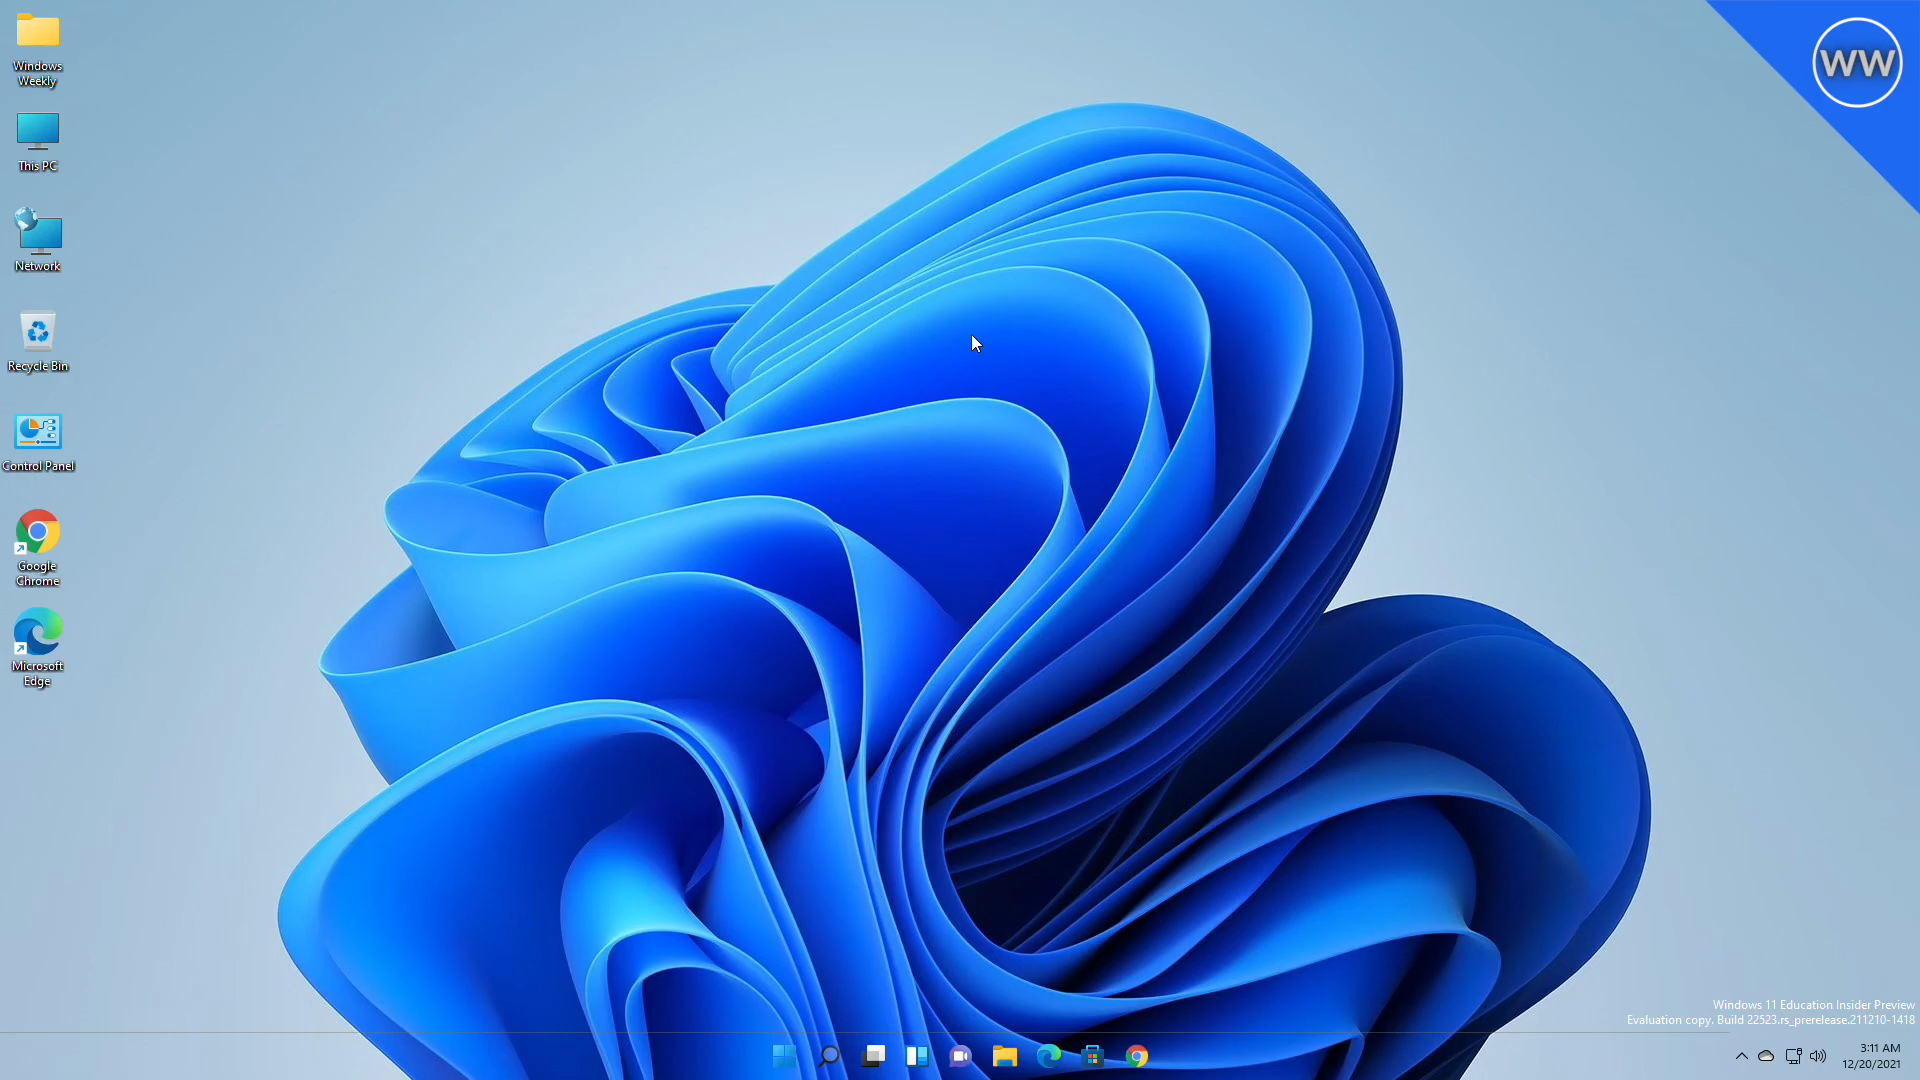 Windows
Weekly
This PC
Network
Recycle Bin
Control Panel
Google
Chrome
Microsoft
Edge
WW
Windows 11 Education Insider Preview
Evaluation copy. Build 22523.rs_prerelease.211210-1418
3:11 AM
12/20/2021